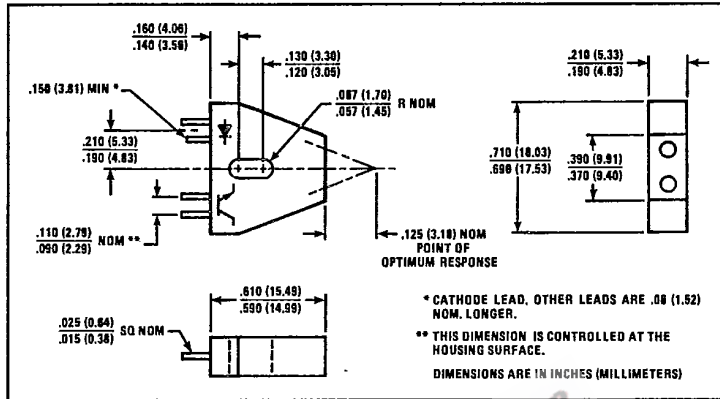 .160 (4.06)
.140 (3.56)
.130 (3.30)
.120 (3.05)
.210 (5.33)
.190 (4.83)
.150 (3.81) MIN *
.067 (1.70)
.057 (1.45) R NOM
.210 (5.33)
.190 (4.83)
.710 (18.03)
.690 (17.53)
.390 (9.91)
.370 (9.40)
.110 (2.79)
.090 (2.29) NOM **
.125 (3.18) NOM
POINT OF
OPTIMUM RESPONSE
.610 (15.49)
.590 (14.99)
.025 (0.64)
.015 (0.38) SQ NOM
* CATHODE LEAD, OTHER LEADS ARE .06 (1.52)
NOM. LONGER.
** THIS DIMENSION IS CONTROLLED AT THE
HOUSING SURFACE.
DIMENSIONS ARE IN INCHES (MILLIMETERS)